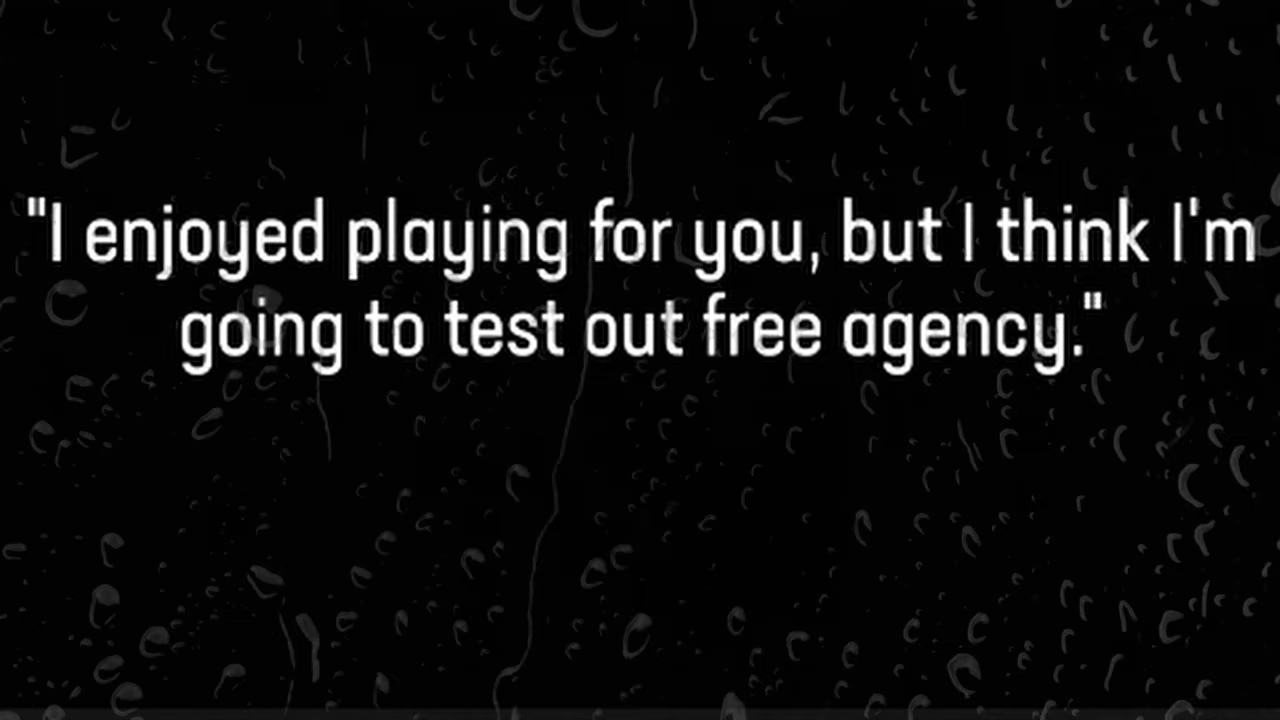 "I enjoyed playing for you, but I think I'm
going to test out free agency."